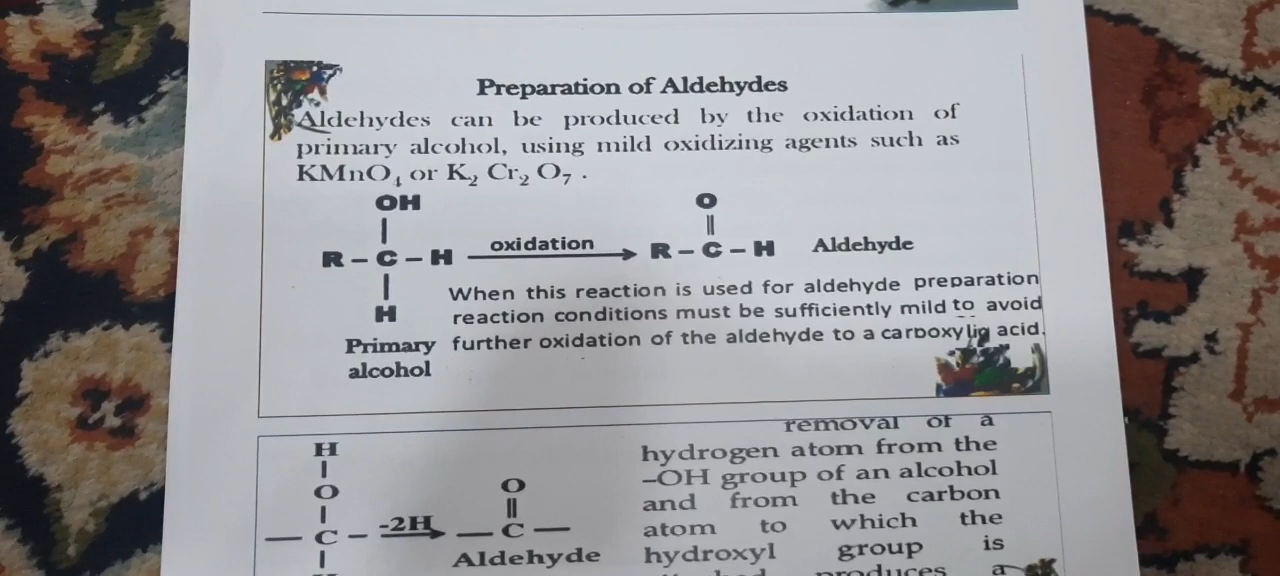 Preparation of Aldehydes
Aldehydes can be produced by the oxidation of
primary alcohol, using mild oxidizing agents such as
KMnO₄ or K₂ Cr₂ O₇ .
OH
|
R – C – H oxidation R – C – H Aldehyde
O
||
|
H
When this reaction is used for aldehyde preparation
reaction conditions must be sufficiently mild to avoid
further oxidation of the aldehyde to a carboxylic acid.
Primary
alcohol
H
|
O
|
— C – -2H — C —
|
O
||
Aldehyde
removal of a
hydrogen atom from the
–OH group of an alcohol
and from the carbon
atom to which the
hydroxyl group is
produces a